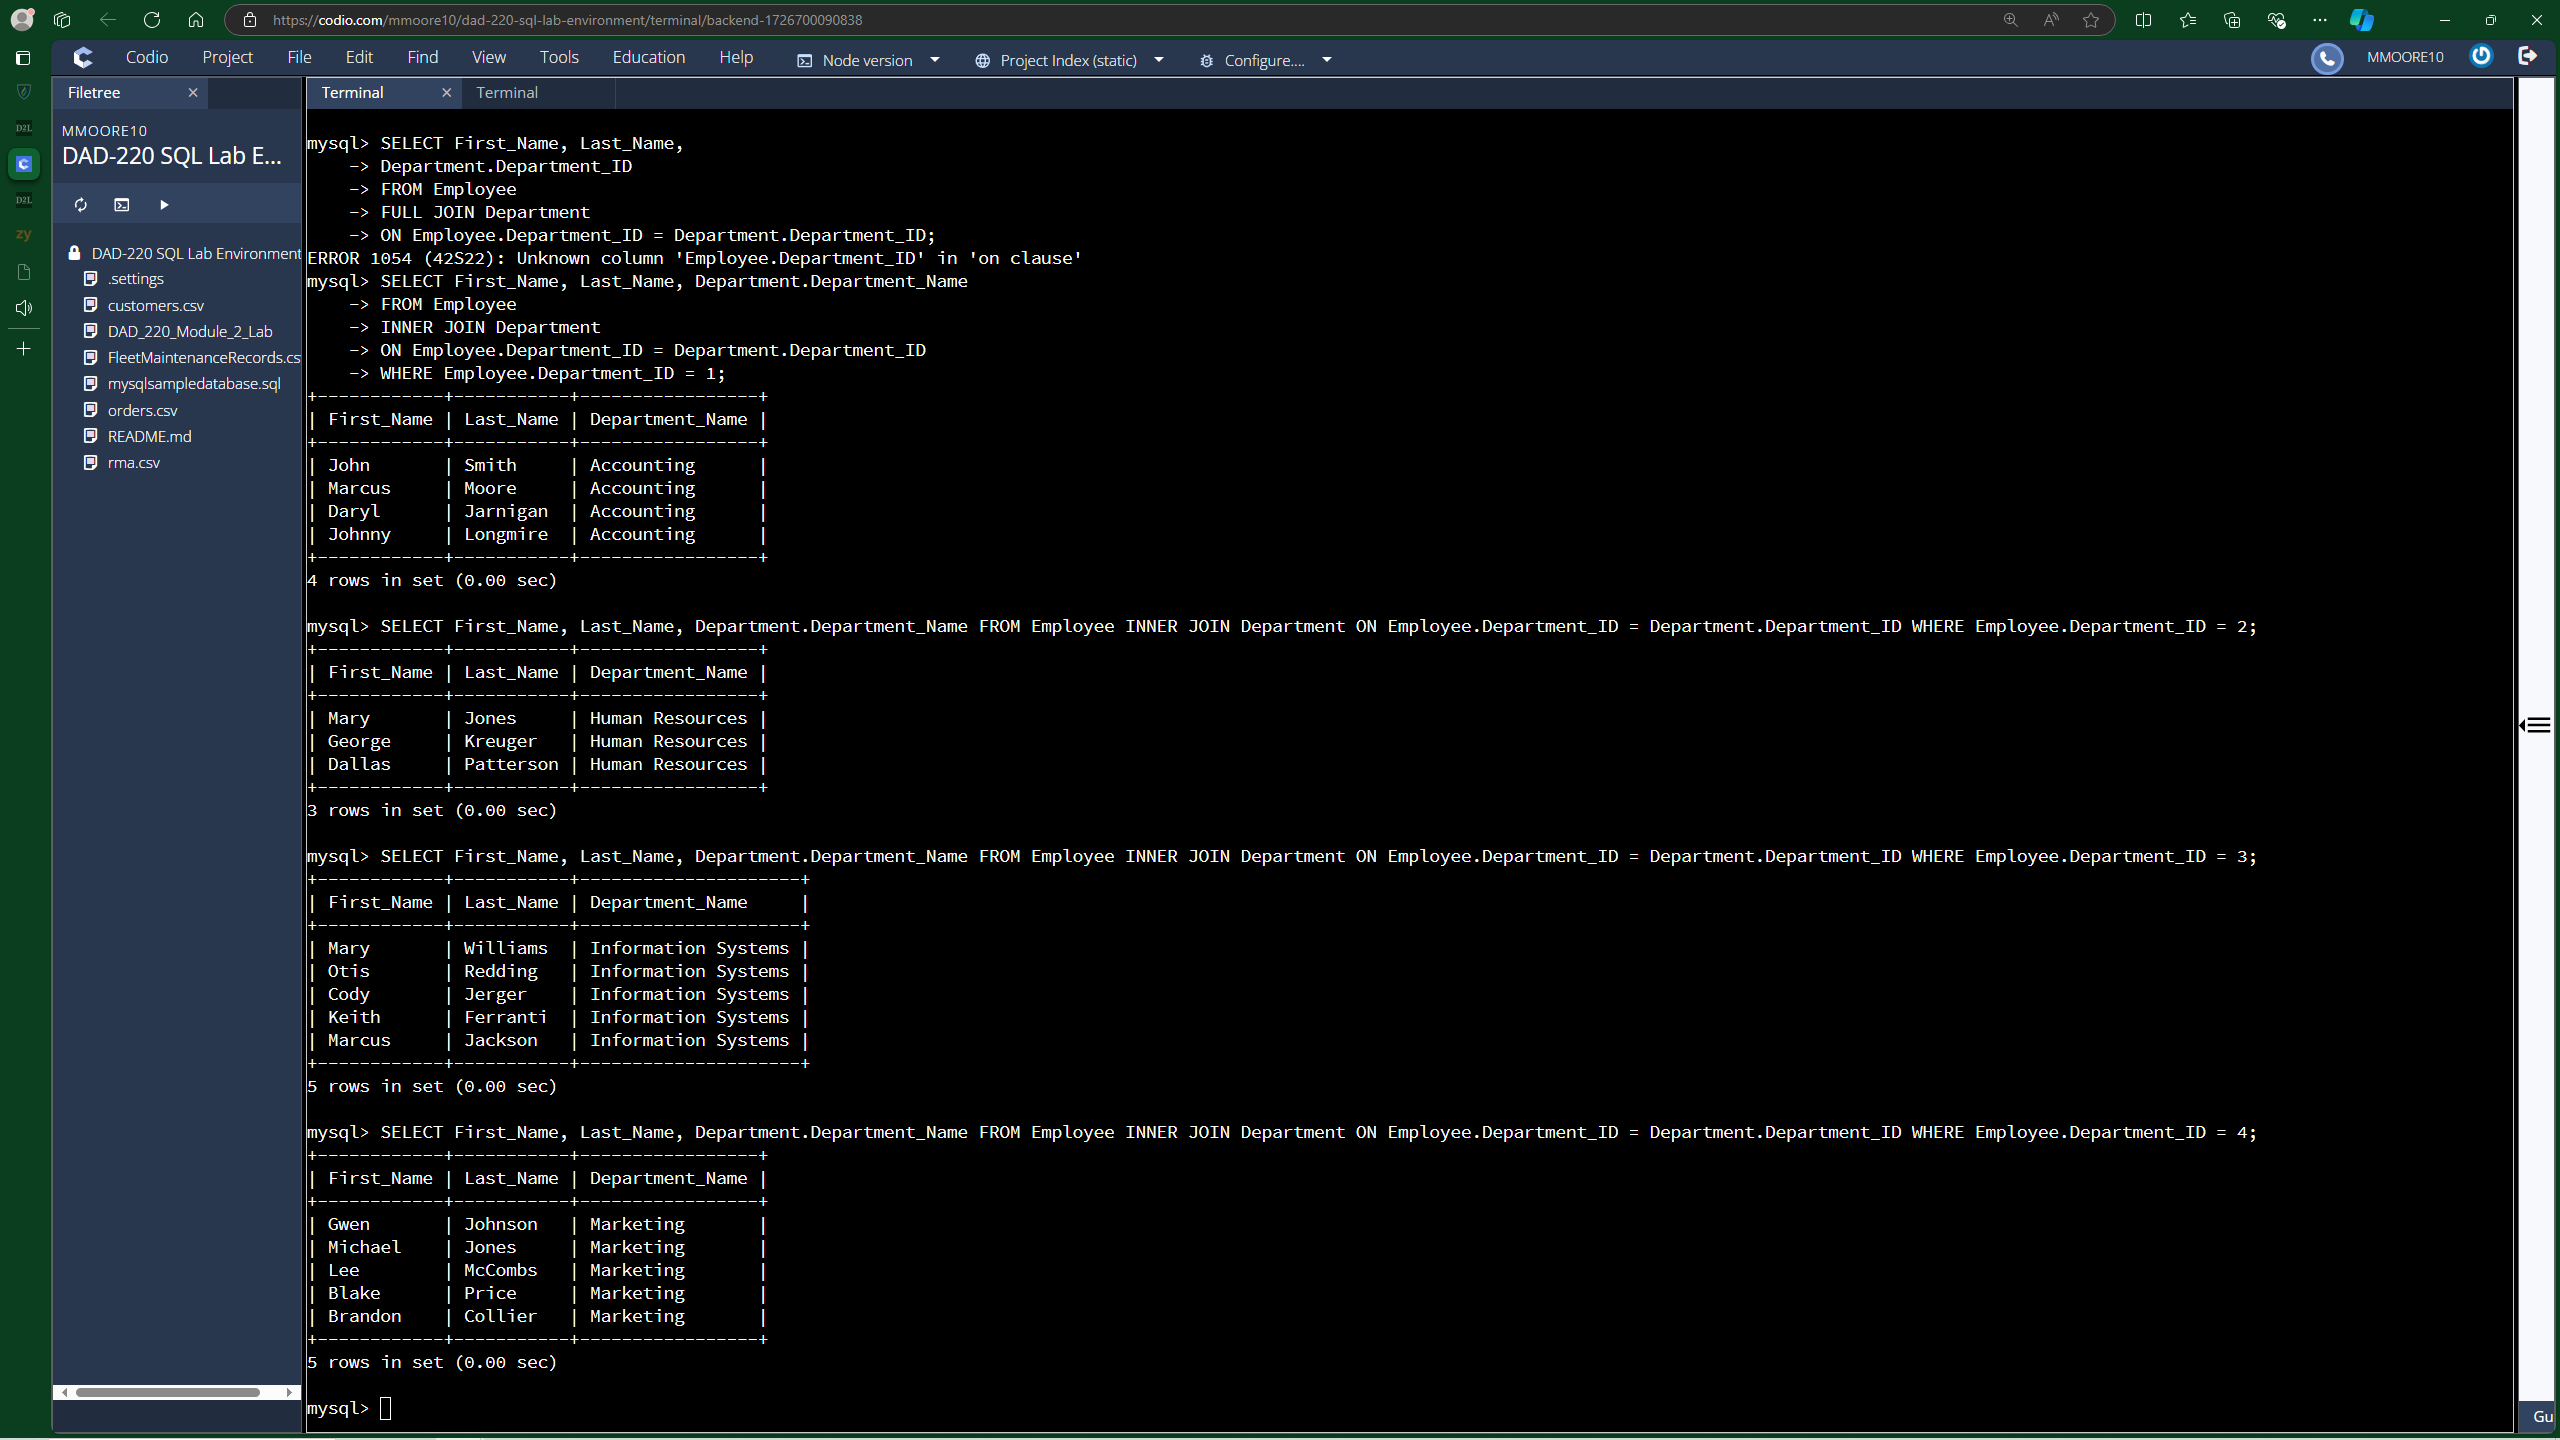 https://codio.com/mmoore10/dad-220-sql-lab-environment/terminal/backend-1726700090838
Codio Project File Edit Find View Tools Education Help Node version Project Index (static) Configure.... MMOORE10
Filetree
Terminal Terminal
MMOORE10
DAD-220 SQL Lab E...
DAD-220 SQL Lab Environment
.settings
customers.csv
DAD_220_Module_2_Lab
FleetMaintenanceRecords.cs
mysqlsampledatabase.sql
orders.csv
README.md
rma.csv
D2L
D2L
zy
mysql> SELECT First_Name, Last_Name,
    -> Department.Department_ID
    -> FROM Employee
    -> FULL JOIN Department
    -> ON Employee.Department_ID = Department.Department_ID;
ERROR 1054 (42S22): Unknown column 'Employee.Department_ID' in 'on clause'
mysql> SELECT First_Name, Last_Name, Department.Department_Name
    -> FROM Employee
    -> INNER JOIN Department
    -> ON Employee.Department_ID = Department.Department_ID
    -> WHERE Employee.Department_ID = 1;
+------------+-----------+-----------------+
| First_Name | Last_Name | Department_Name |
+------------+-----------+-----------------+
| John       | Smith     | Accounting      |
| Marcus     | Moore     | Accounting      |
| Daryl      | Jarnigan  | Accounting      |
| Johnny     | Longmire  | Accounting      |
+------------+-----------+-----------------+
4 rows in set (0.00 sec)
mysql> SELECT First_Name, Last_Name, Department.Department_Name FROM Employee INNER JOIN Department ON Employee.Department_ID = Department.Department_ID WHERE Employee.Department_ID = 2;
+------------+-----------+-----------------+
| First_Name | Last_Name | Department_Name |
+------------+-----------+-----------------+
| Mary       | Jones     | Human Resources |
| George     | Kreuger   | Human Resources |
| Dallas     | Patterson | Human Resources |
+------------+-----------+-----------------+
3 rows in set (0.00 sec)
mysql> SELECT First_Name, Last_Name, Department.Department_Name FROM Employee INNER JOIN Department ON Employee.Department_ID = Department.Department_ID WHERE Employee.Department_ID = 3;
+------------+-----------+---------------------+
| First_Name | Last_Name | Department_Name     |
+------------+-----------+---------------------+
| Mary       | Williams  | Information Systems |
| Otis       | Redding   | Information Systems |
| Cody       | Jerger    | Information Systems |
| Keith      | Ferranti  | Information Systems |
| Marcus     | Jackson   | Information Systems |
+------------+-----------+---------------------+
5 rows in set (0.00 sec)
mysql> SELECT First_Name, Last_Name, Department.Department_Name FROM Employee INNER JOIN Department ON Employee.Department_ID = Department.Department_ID WHERE Employee.Department_ID = 4;
+------------+-----------+-----------------+
| First_Name | Last_Name | Department_Name |
+------------+-----------+-----------------+
| Gwen       | Johnson   | Marketing       |
| Michael    | Jones     | Marketing       |
| Lee        | McCombs   | Marketing       |
| Blake      | Price     | Marketing       |
| Brandon    | Collier   | Marketing       |
+------------+-----------+-----------------+
5 rows in set (0.00 sec)
mysql>
Gu